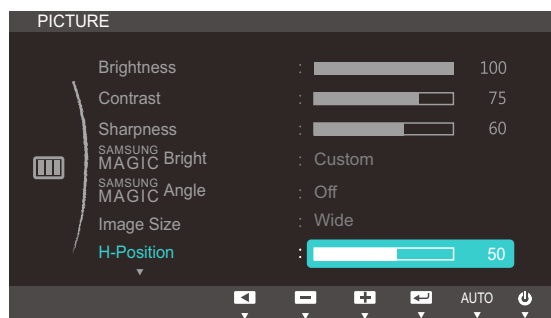 PICTURE
Brightness : 100
Contrast : 75
Sharpness : 60
SAMSUNG MAGIC Bright : Custom
SAMSUNG MAGIC Angle : Off
Image Size : Wide
H-Position : 50
AUTO